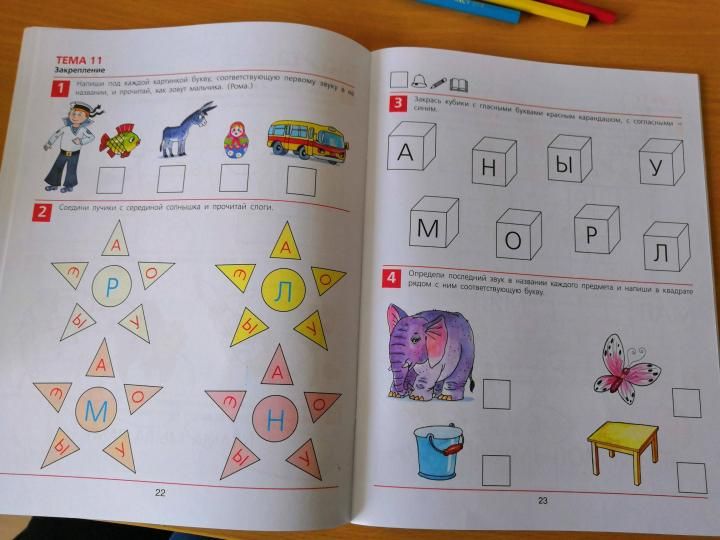 ТЕМА 11
Закрепление
1 Напиши под каждой картинкой букву, соответствующую первому звуку в их
названии, и прочитай, как зовут мальчика. (Рома.)
2 Соедини лучики с серединой солнышка и прочитай слоги.
А
Э О
Р
Ы У
А
Э О
Л
Ы У
А
Э О
М
Ы У
А
Э О
Н
Ы У
22
3 Закрась кубики с гласными буквами красным карандашом, с согласными –
синим.
А Н Ы У
М О Р Л
4 Определи последний звук в названии каждого предмета и напиши в квадрате
рядом с ним соответствующую букву.
23